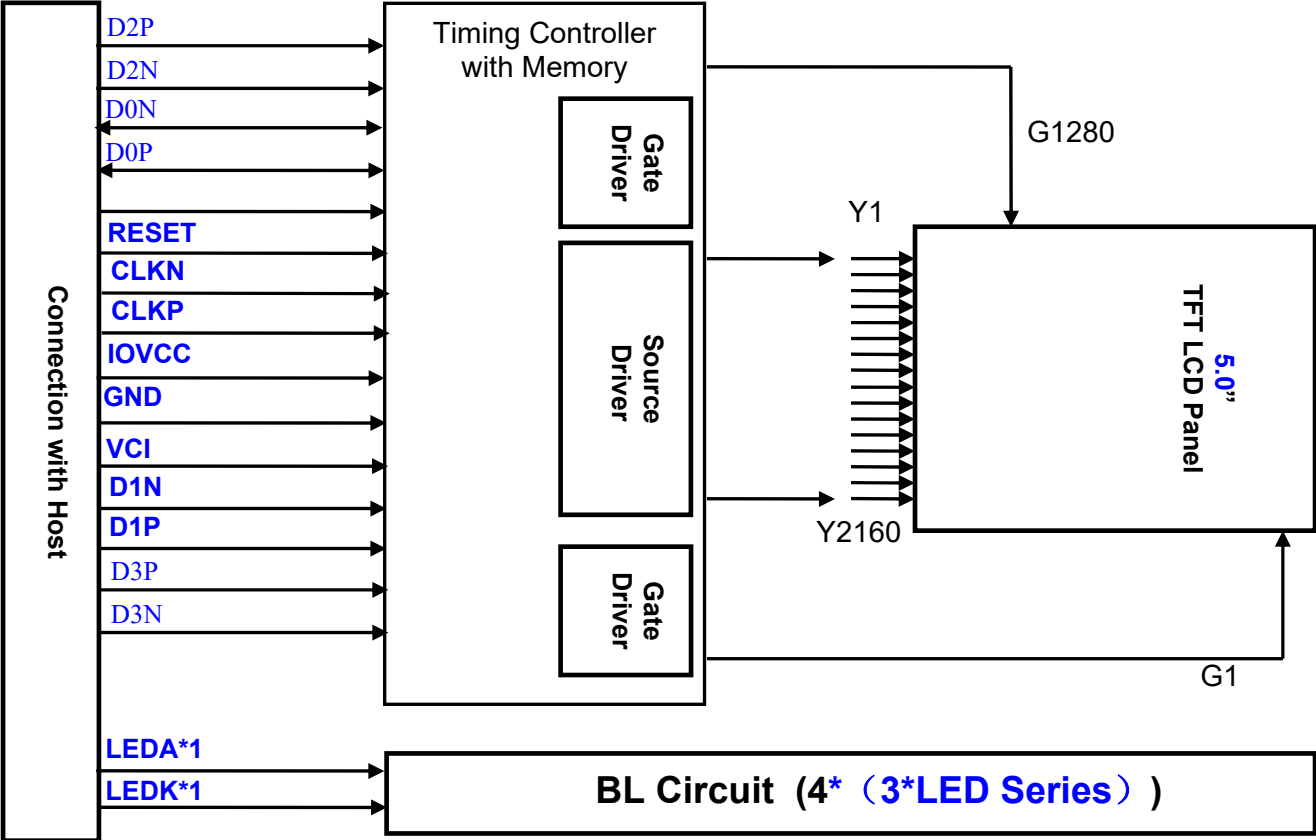 D2P
D2N
D0N
D0P
RESET
CLKN
CLKP
IOVCC
GND
VCI
D1N
D1P
D3P
D3N
LEDA*1
LEDK*1
Connection with Host
Timing Controller
with Memory
Gate
Driver
Source
Driver
Gate
Driver
G1280
Y1
Y2160
G1
5.0”
TFT LCD Panel
BL Circuit (4*（3*LED Series）)